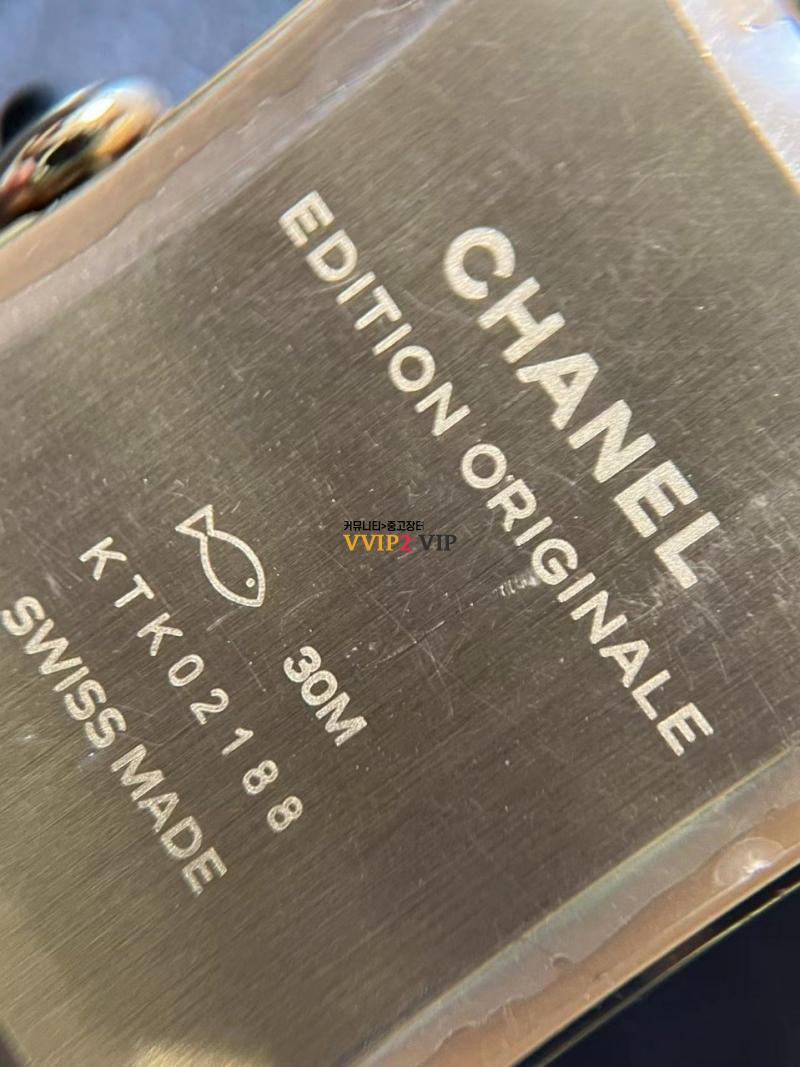 CHANEL
EDITION ORIGINALE
30M
KTK02188
SWISS MADE
커뮤니티>중고장터
VVIP2.VIP